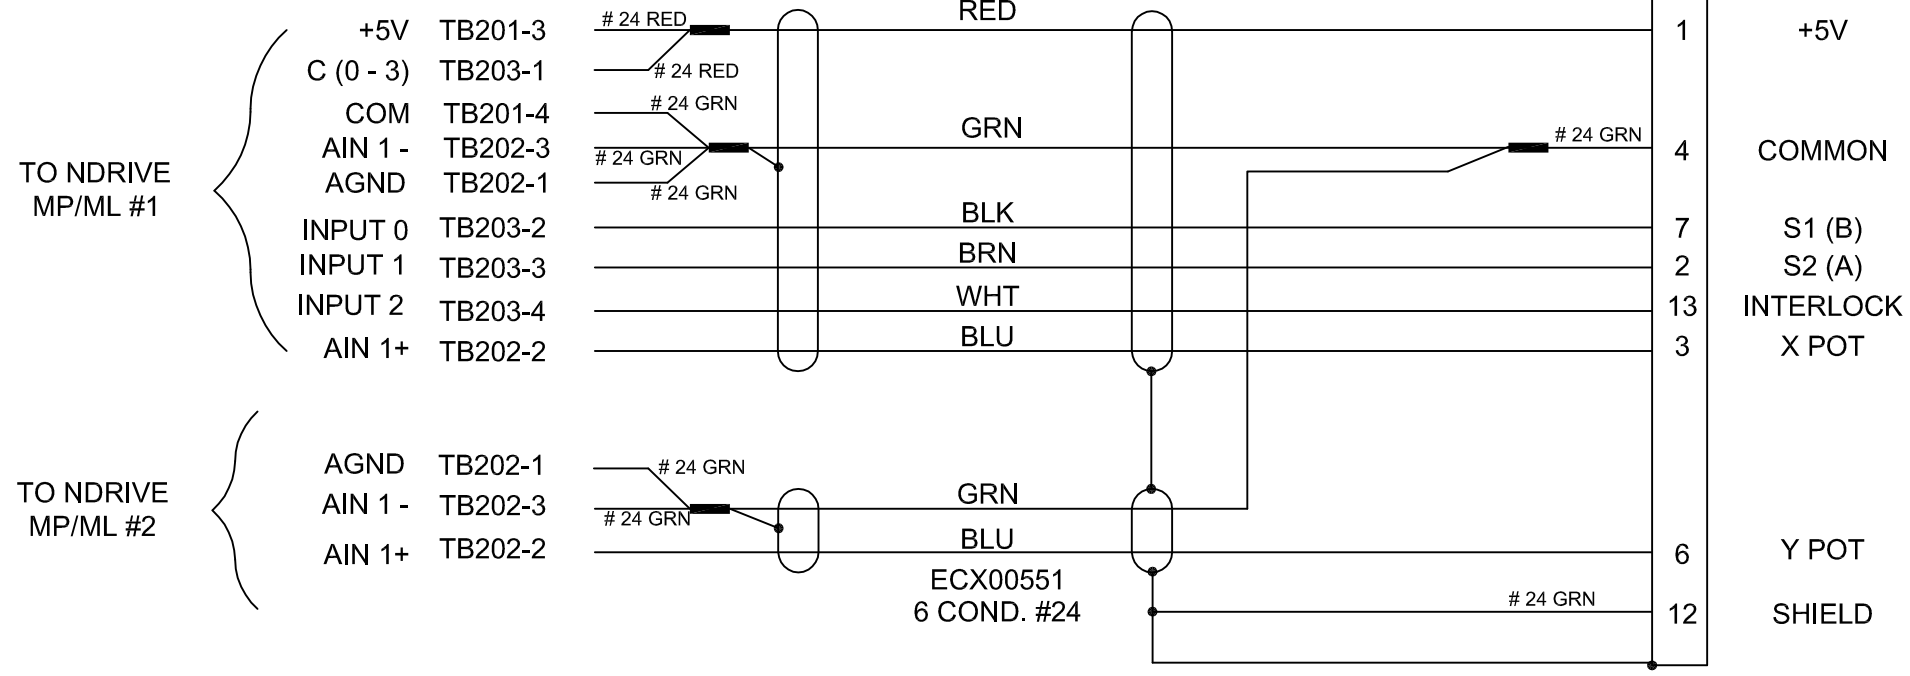 RED
+5V TB201-3 # 24 RED 1 +5V
C (0 - 3) TB203-1 # 24 RED
COM TB201-4 # 24 GRN
GRN # 24 GRN
AIN 1 - TB202-3 # 24 GRN 4 COMMON
TO NDRIVE
MP/ML #1
AGND TB202-1 # 24 GRN
BLK
INPUT 0 TB203-2 7 S1 (B)
BRN
INPUT 1 TB203-3 2 S2 (A)
WHT
INPUT 2 TB203-4 13 INTERLOCK
BLU
AIN 1+ TB202-2 3 X POT
AGND TB202-1 # 24 GRN
TO NDRIVE
MP/ML #2
GRN
AIN 1 - TB202-3 # 24 GRN
BLU
AIN 1+ TB202-2 6 Y POT
ECX00551
6 COND. #24
# 24 GRN 12 SHIELD